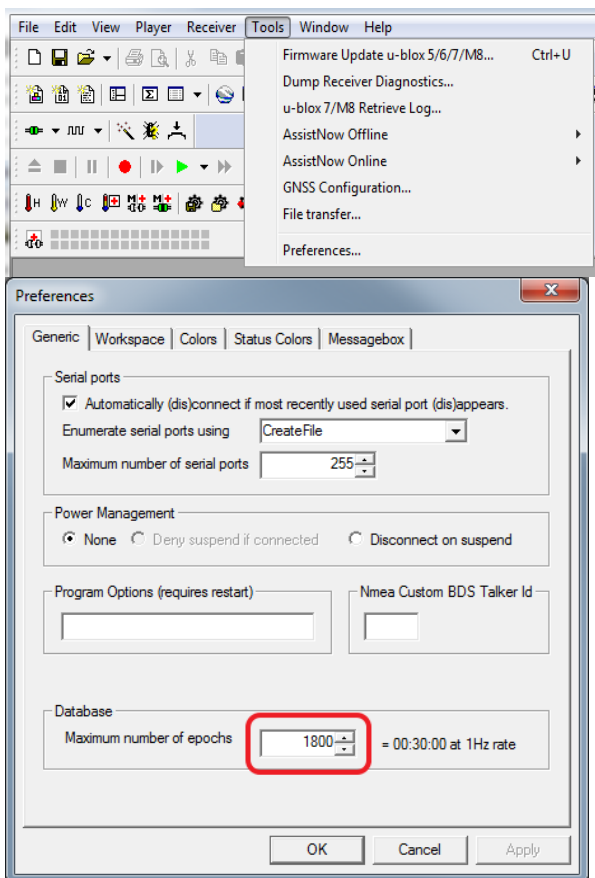 File Edit View Player Receiver Tools Window Help
Firmware Update u-blox 5/6/7/M8... Ctrl+U
Dump Receiver Diagnostics...
u-blox 7/M8 Retrieve Log...
AssistNow Offline
AssistNow Online
GNSS Configuration...
File transfer...
Preferences...
Preferences
Generic Workspace Colors Status Colors Messagebox
Serial ports
Automatically (dis)connect if most recently used serial port (dis)appears.
Enumerate serial ports using CreateFile
Maximum number of serial ports 255
Power Management
None Deny suspend if connected Disconnect on suspend
Program Options (requires restart) Nmea Custom BDS Talker Id
Database
Maximum number of epochs 1800 = 00:30:00 at 1Hz rate
OK Cancel Apply